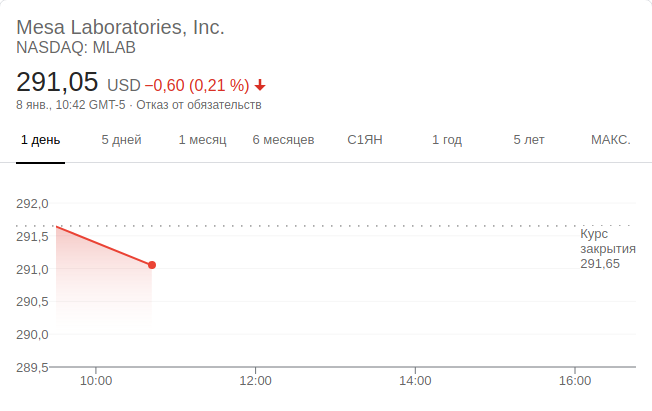 Mesa Laboratories, Inc.
NASDAQ: MLAB
291,05 USD −0,60 (0,21 %)
8 янв., 10:42 GMT-5 · Отказ от обязательств
1 день 5 дней 1 месяц 6 месяцев С1ЯН 1 год 5 лет МАКС.
292,0
291,5
291,0
290,5
290,0
289,5
Курс
закрытия
291,65
10:00 12:00 14:00 16:00